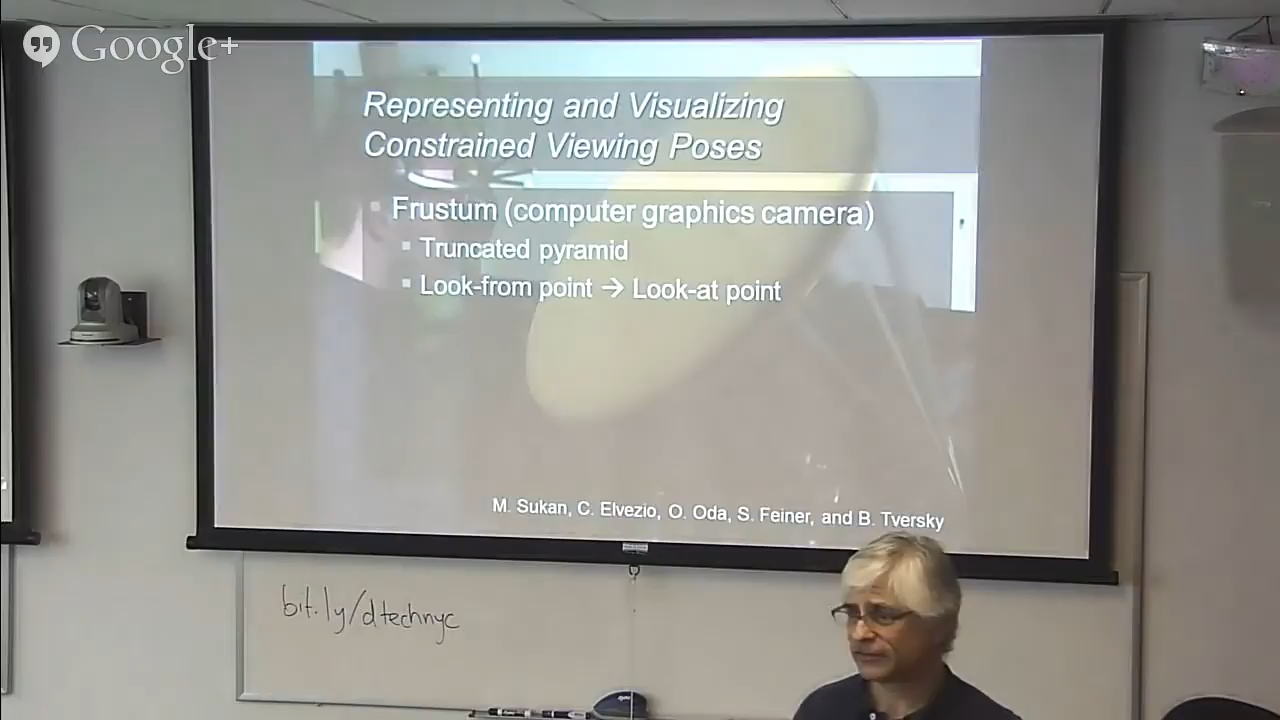 Google+
Representing and Visualizing
Constrained Viewing Poses
Frustum (computer graphics camera)
Truncated pyramid
Look-from point → Look-at point
M. Sukan, C. Elvezio, O. Oda, S. Feiner, and B. Tversky
bit.ly/dtechnyc